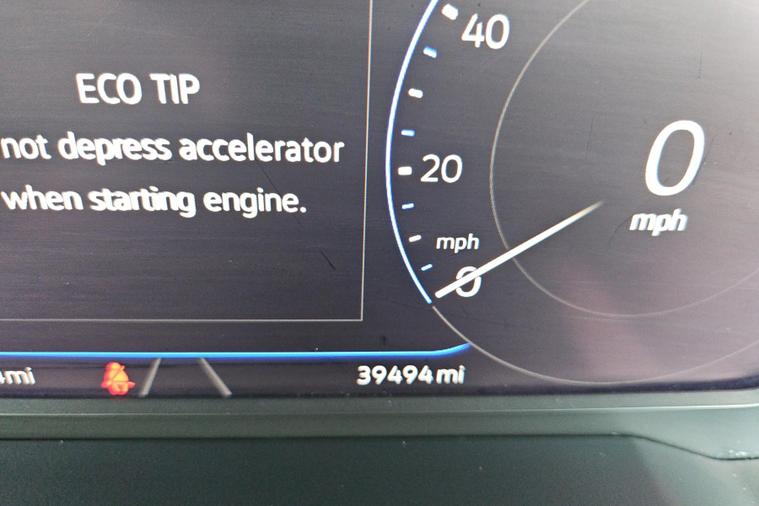 ECO TIP
not depress accelerator
when starting engine.
40
20
mph
0
0
mph
mi
39494 mi